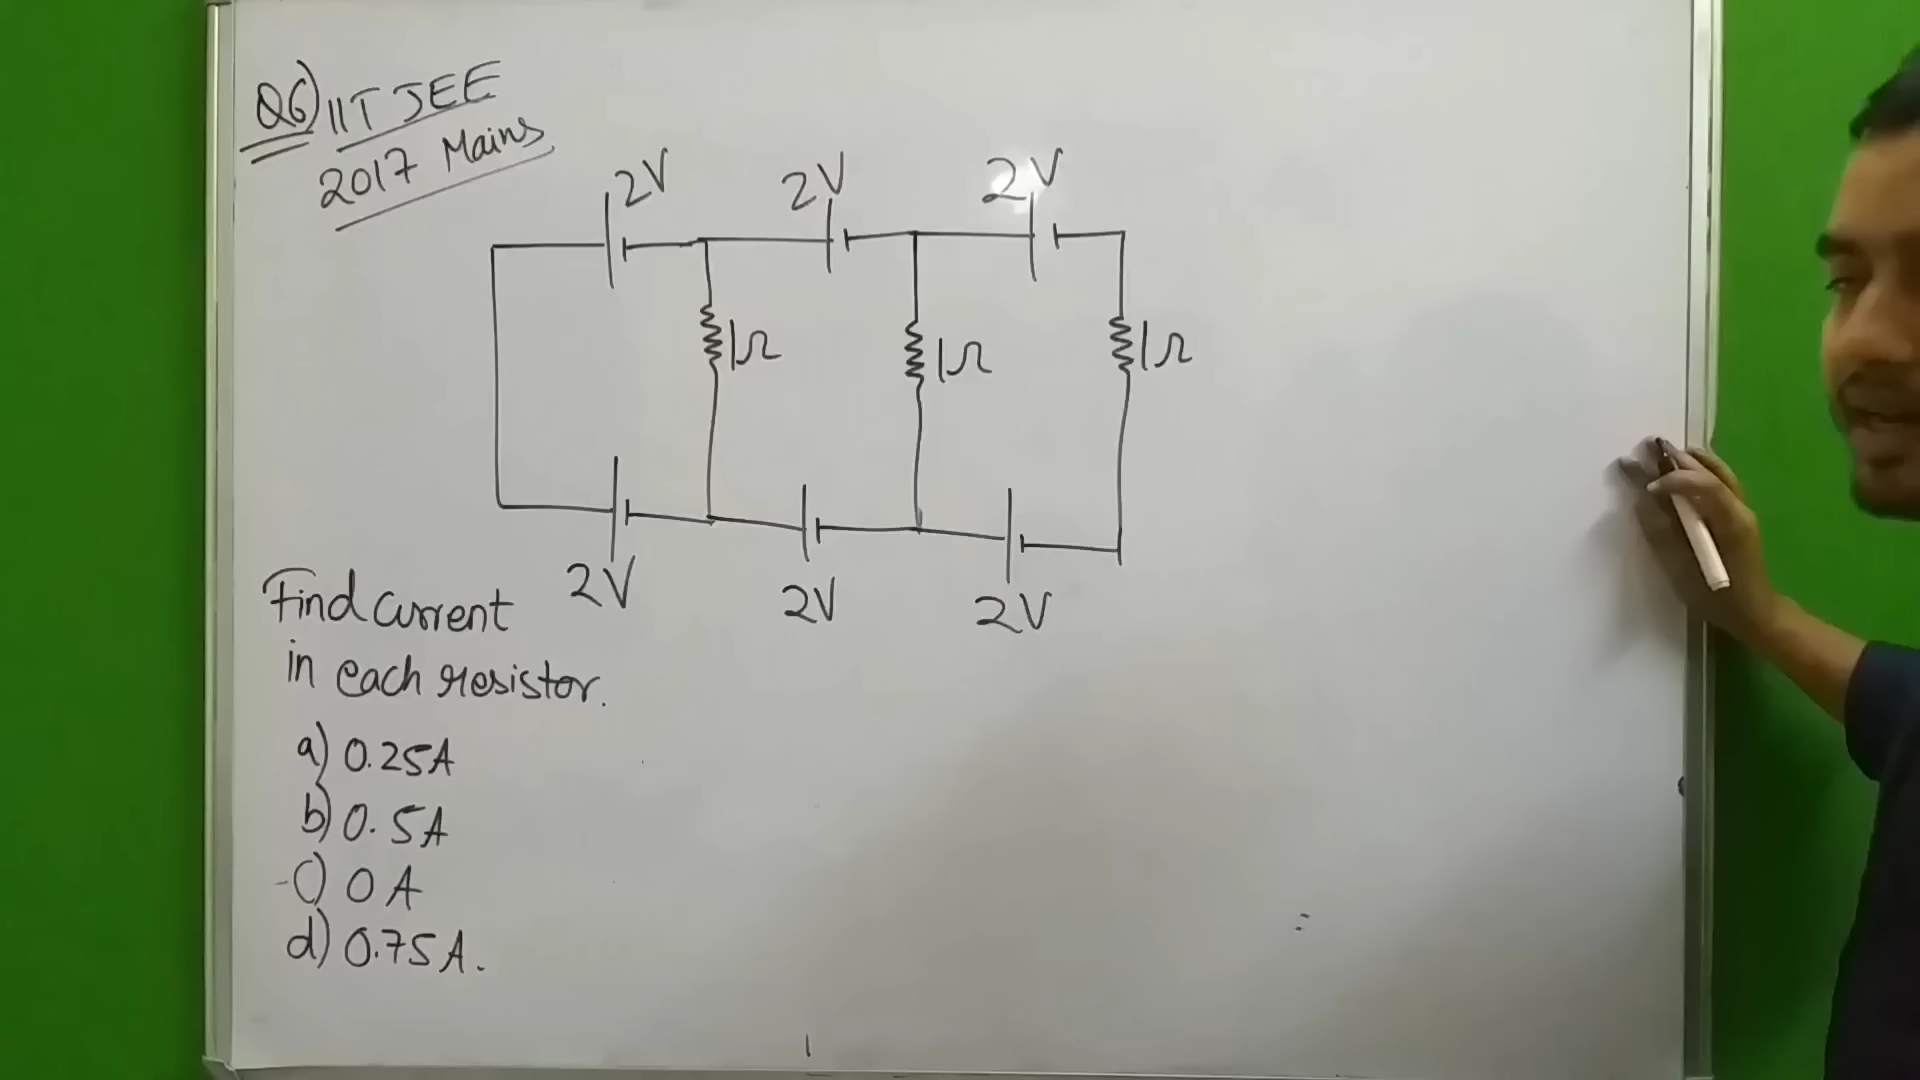 Q6) IIT JEE
2017 Mains
2V 2V 2V
1Ω 1Ω 1Ω
2V 2V 2V
Find current
in each resistor.
a) 0.25A
b) 0.5A
c) 0 A
d) 0.75A.